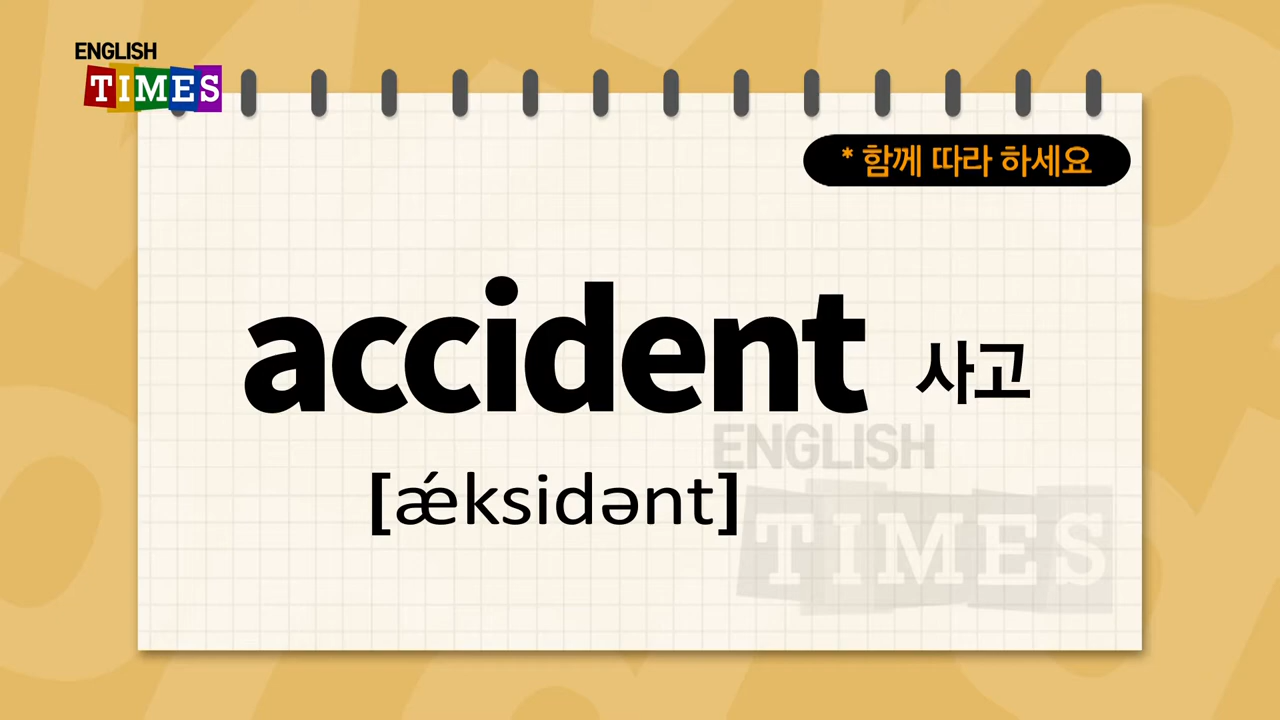 ENGLISH
TIMES
* 함께 따라 하세요
accident 사고
[ǽksidənt]
ENGLISH
TIMES